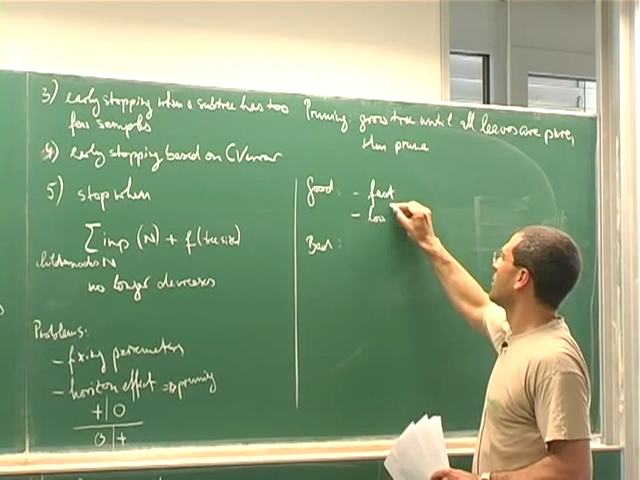 3) early stopping when a subtree has too
few samples
4) early stopping based on CV error
5) stop when
∑ imp (N) + f(tree size)
N
no longer decreases
Problems:
- fixing parameters
- horizon effect => pruning
+ | 0
0 | +
Pruning: grow tree until all leaves are pure,
then prune
Good: - fast
- low
Bad: